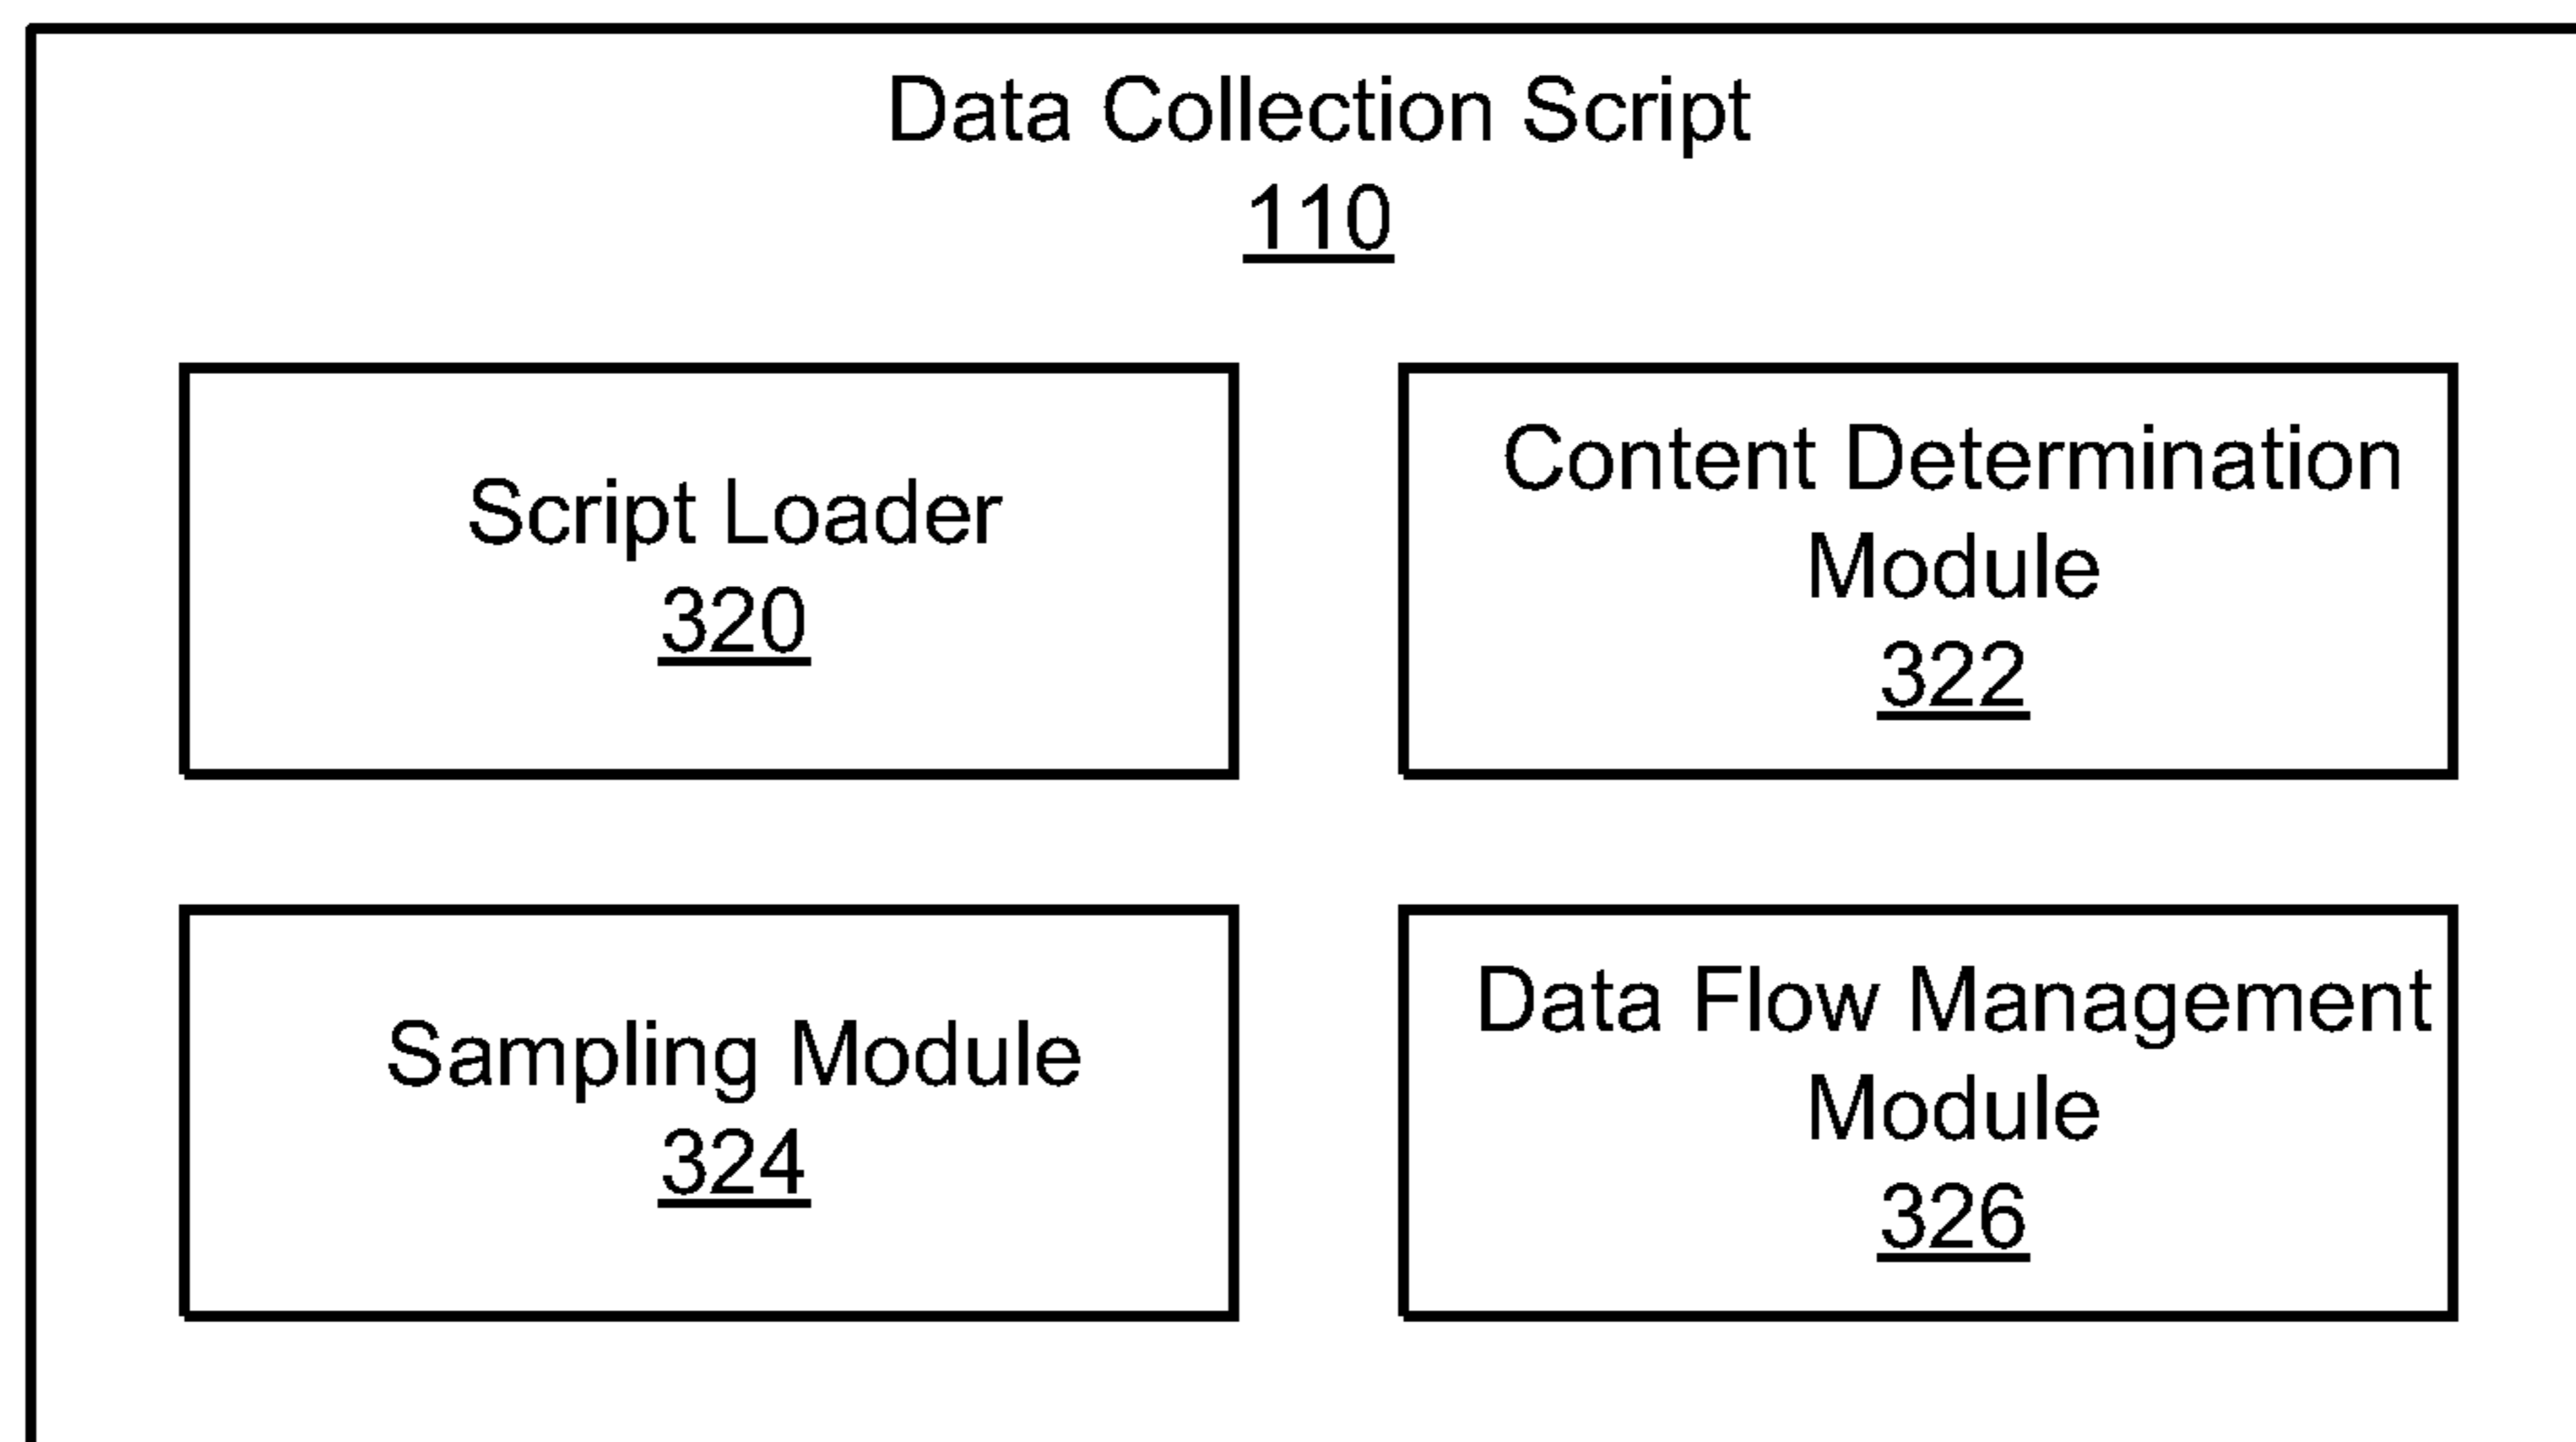 Data Collection Script
110
Script Loader
320
Content Determination
Module
322
Sampling Module
324
Data Flow Management
Module
326